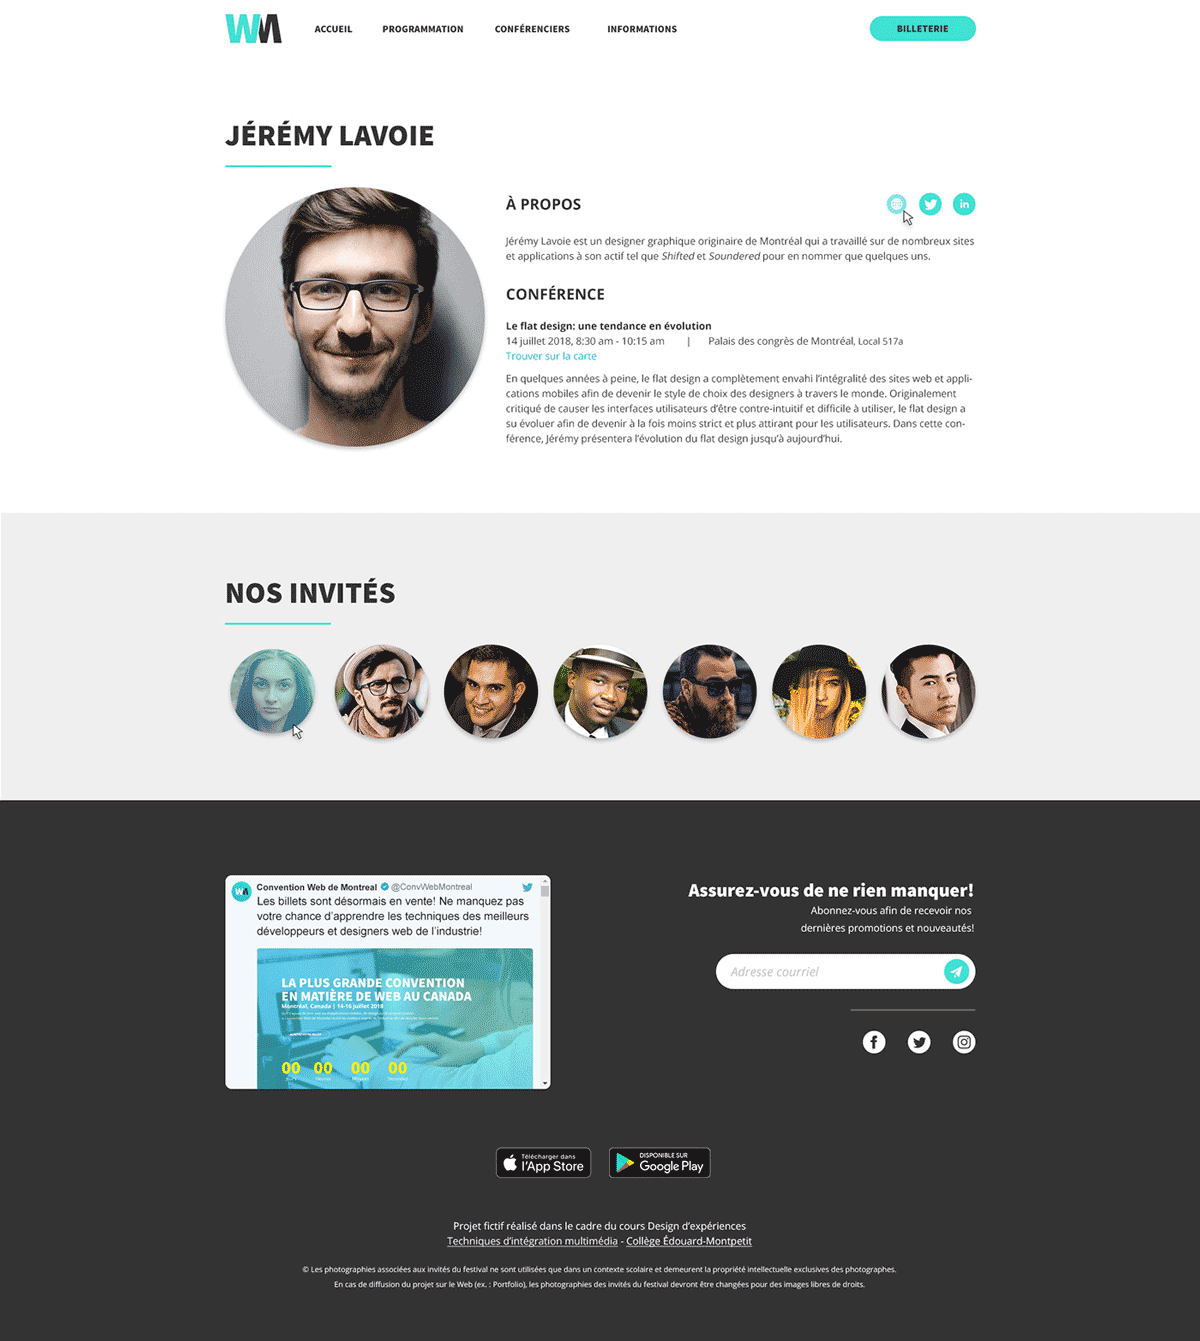 WM
ACCUEIL
PROGRAMMATION
CONFÉRENCIERS
INFORMATIONS
BILLETERIE
JÉRÉMY LAVOIE
À PROPOS
in
Jérémy Lavoie est un designer graphique originaire de Montréal qui a travaillé sur de nombreux sites
et applications à son actif tel que Shifted et Soundered pour en nommer que quelques uns.
CONFÉRENCE
Le flat design: une tendance en évolution
14 juillet 2018, 8:30 am - 10:15 am | Palais des congrès de Montréal, Local 517a
Trouver sur la carte
En quelques années à peine, le flat design a complètement envahi l'intégralité des sites web et appli-
cations mobiles afin de devenir le style de choix des designers à travers le monde. Originalement
critiqué de causer les interfaces utilisateurs d'être contre-intuitif et difficile à utiliser, le flat design a
su évoluer afin de devenir à la fois moins strict et plus attirant pour les utilisateurs. Dans cette con-
férence, Jérémy présentera l'évolution du flat design jusqu'à aujourd'hui.
NOS INVITÉS
WM
Convention Web de Montreal @ConvWebMontreal
Les billets sont désormais en vente! Ne manquez pas
votre chance d'apprendre les techniques des meilleurs
développeurs et designers web de l'industrie!
LA PLUS GRANDE CONVENTION
EN MATIÈRE DE WEB AU CANADA
Montréal, Canada | 14-16 juillet 2018
00 00 00 00
Assurez-vous de ne rien manquer!
Abonnez-vous afin de recevoir nos
dernières promotions et nouveautés!
Adresse courriel
Télécharger dans
l'App Store
DISPONIBLE SUR
Google Play
Projet fictif réalisé dans le cadre du cours Design d'expériences
Techniques d'intégration multimédia - Collège Édouard-Montpetit
© Les photographies associées aux invités du festival ne sont utilisées que dans un contexte scolaire et demeurent la propriété intellectuelle exclusives des photographes.
En cas de diffusion du projet sur le Web (ex. : Portfolio), les photographies des invités du festival devront être changées pour des images libres de droits.